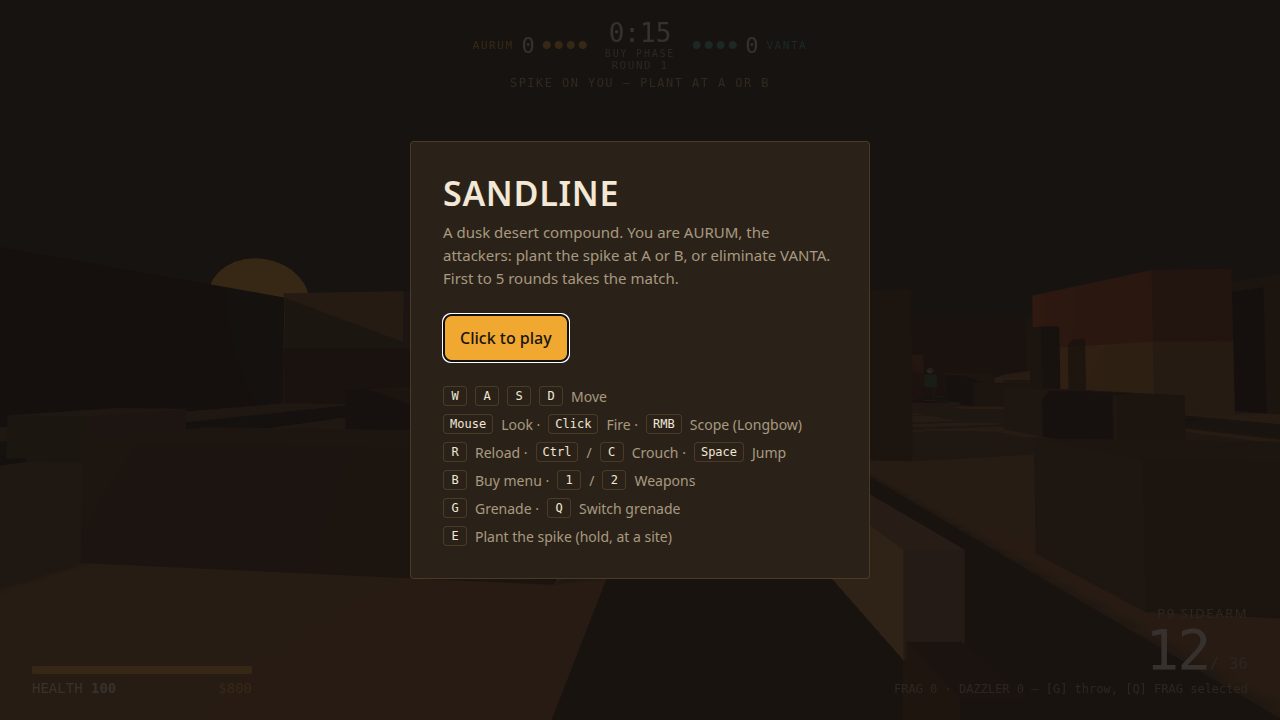 AURUM 0 0:15 0 VANTA
BUY PHASE
ROUND 1
SPIKE ON YOU — PLANT AT A OR B
SANDLINE
A dusk desert compound. You are AURUM, the
attackers: plant the spike at A or B, or eliminate VANTA.
First to 5 rounds takes the match.
Click to play
W A S D Move
Mouse Look · Click Fire · RMB Scope (Longbow)
R Reload · Ctrl / C Crouch · Space Jump
B Buy menu · 1 / 2 Weapons
G Grenade · Q Switch grenade
E Plant the spike (hold, at a site)
P9 SIDEARM
12 / 36
HEALTH 100 $800
FRAG 0 · DAZZLER 0 — [G] throw, [Q] FRAG selected